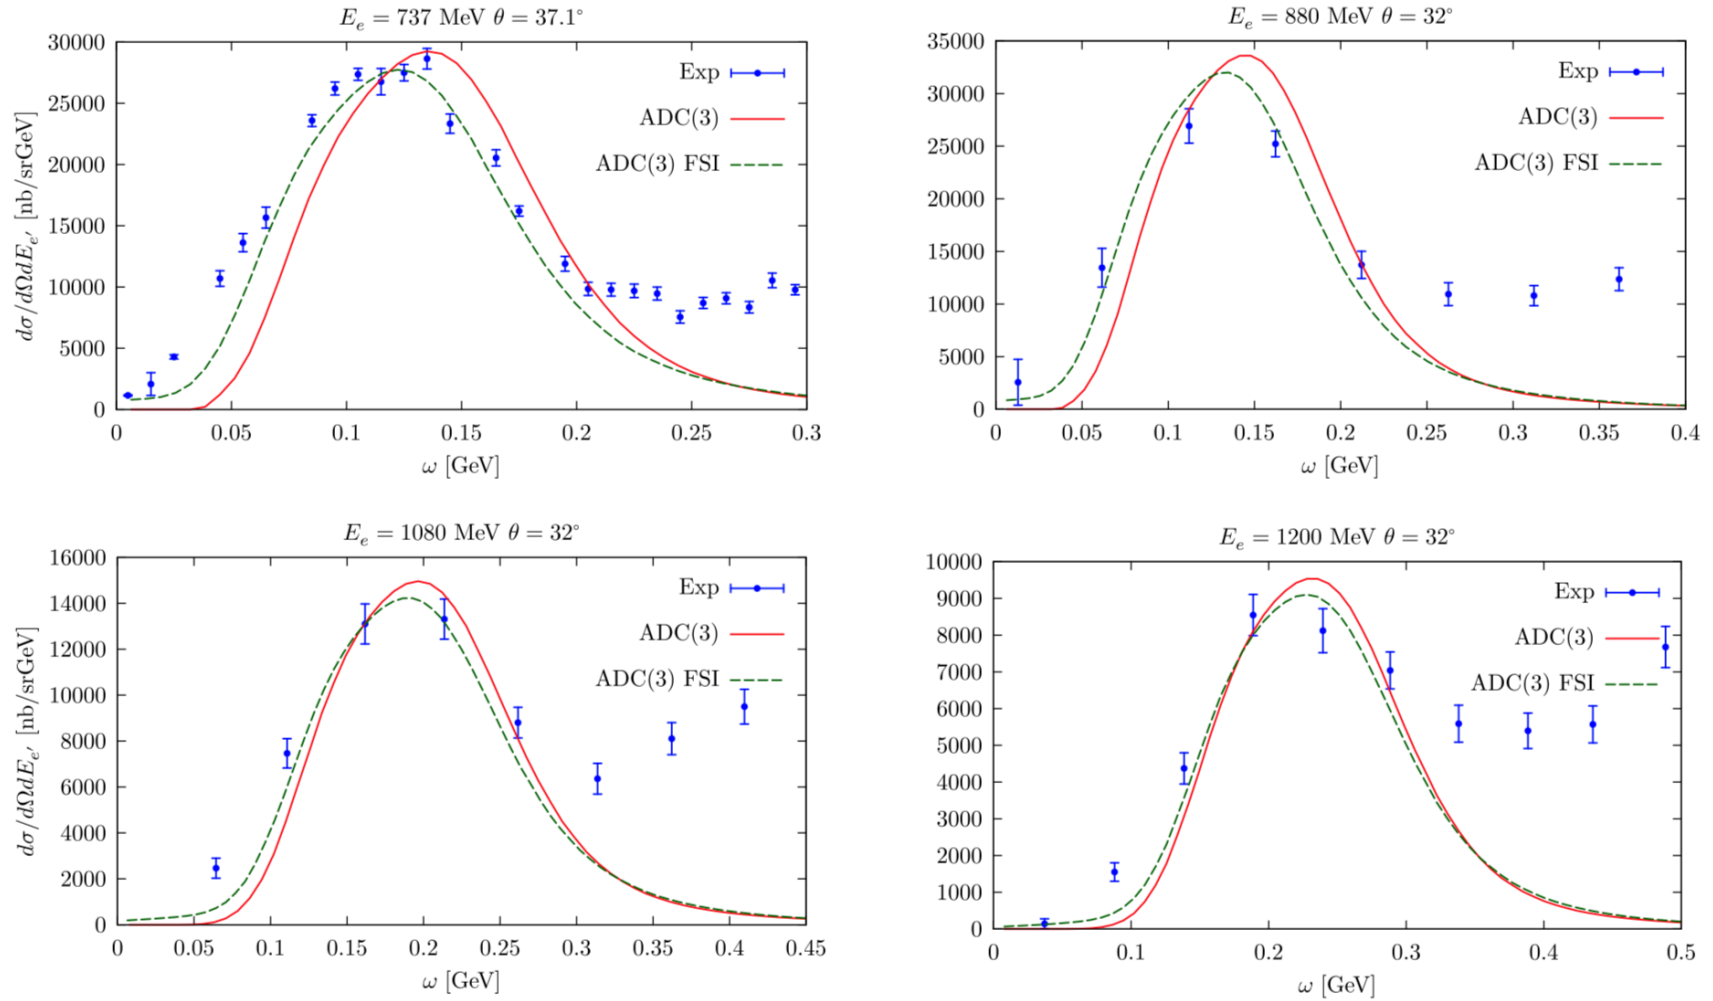 E_e = 737 MeV θ = 37.1°
30000
25000
20000
15000
10000
5000
0
dσ/dΩdE_e′ [nb/srGeV]
Exp
ADC(3)
ADC(3) FSI
0 0.05 0.1 0.15 0.2 0.25 0.3
ω [GeV]
E_e = 880 MeV θ = 32°
35000
30000
25000
20000
15000
10000
5000
0
Exp
ADC(3)
ADC(3) FSI
0 0.05 0.1 0.15 0.2 0.25 0.3 0.35 0.4
ω [GeV]
E_e = 1080 MeV θ = 32°
16000
14000
12000
10000
8000
6000
4000
2000
0
dσ/dΩdE_e′ [nb/srGeV]
Exp
ADC(3)
ADC(3) FSI
0 0.05 0.1 0.15 0.2 0.25 0.3 0.35 0.4 0.45
ω [GeV]
E_e = 1200 MeV θ = 32°
10000
9000
8000
7000
6000
5000
4000
3000
2000
1000
0
Exp
ADC(3)
ADC(3) FSI
0 0.1 0.2 0.3 0.4 0.5
ω [GeV]